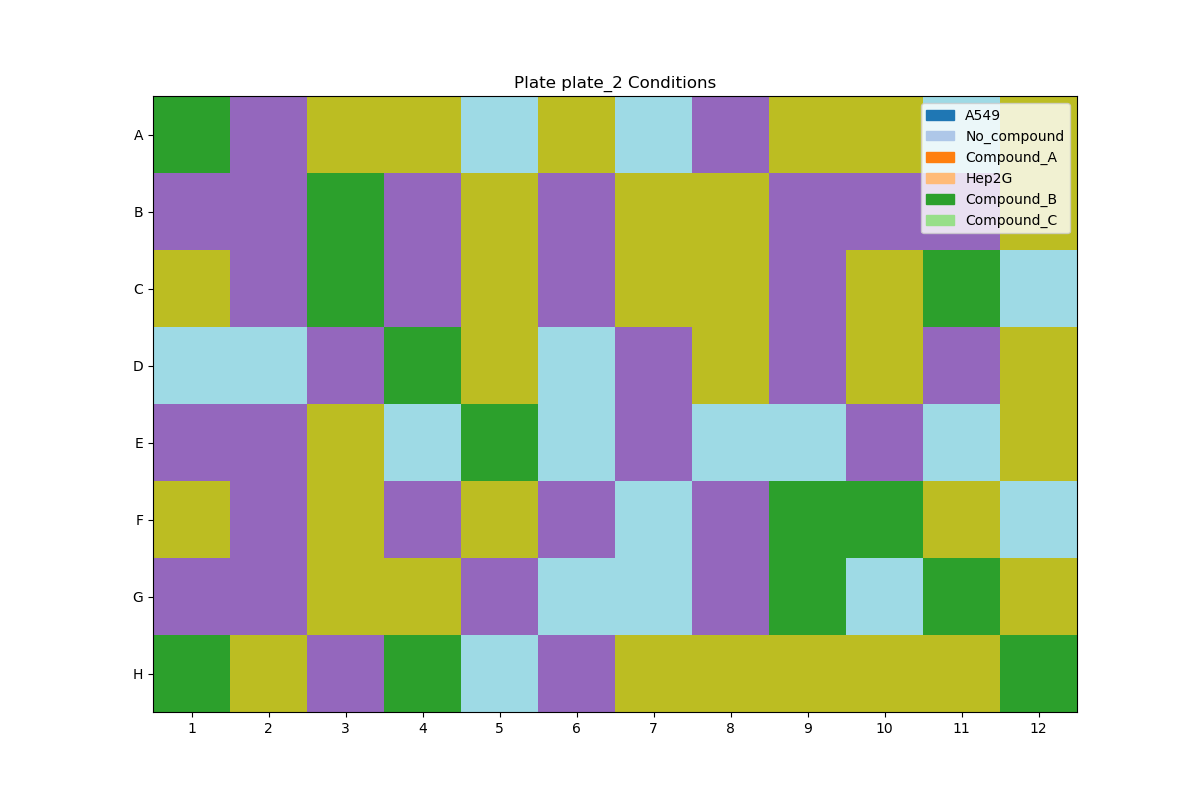 Plate plate_2 Conditions
A549
No_compound
Compound_A
Hep2G
Compound_B
Compound_C
A
B
C
D
E
F
G
H
1 2 3 4 5 6 7 8 9 10 11 12